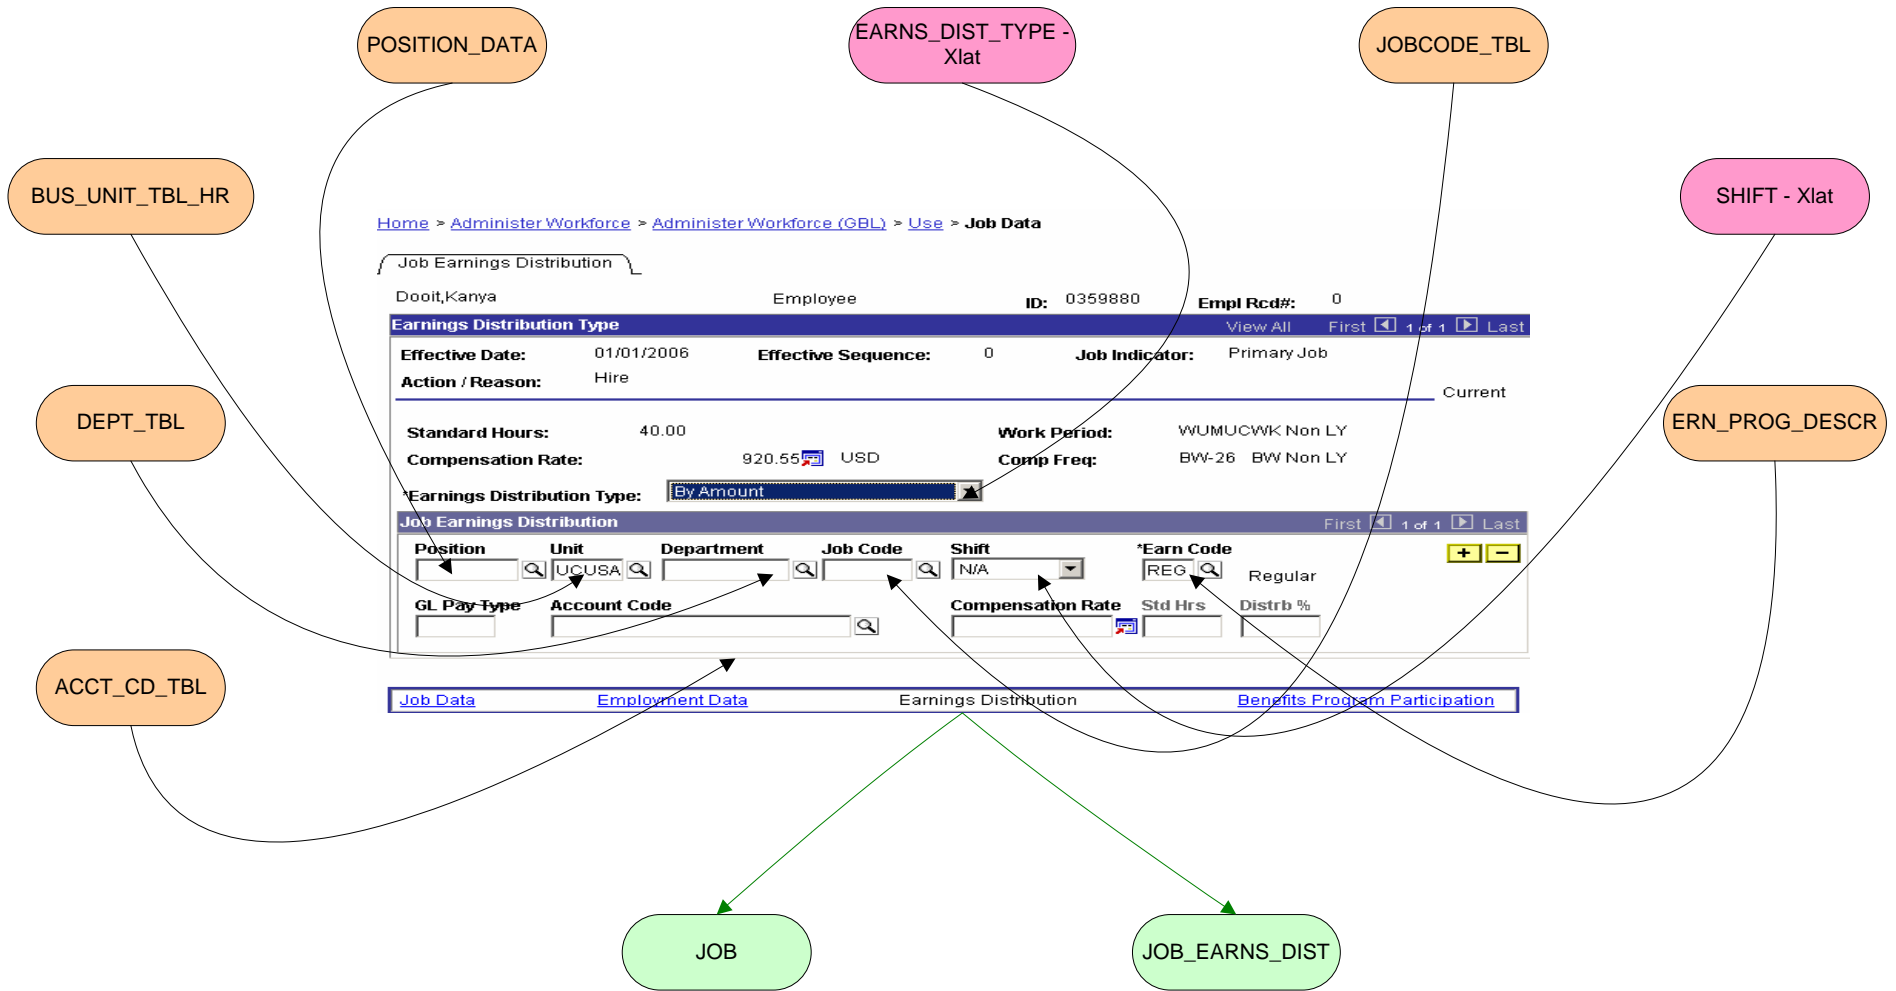 POSITION_DATA
EARNS_DIST_TYPE -
Xlat
JOBCODE_TBL
BUS_UNIT_TBL_HR
SHIFT - Xlat
Home > Administer Workforce > Administer Workforce (GBL) > Use > Job Data
Job Earnings Distribution
Dooit,Kanya Employee ID: 0359880 Empl Rcd#: 0
Earnings Distribution Type View All First 1 of 1 Last
Effective Date: 01/01/2006 Effective Sequence: 0 Job Indicator: Primary Job
Action / Reason: Hire
Current
DEPT_TBL
ERN_PROG_DESCR
Standard Hours: 40.00 Work Period: WUMUCWK Non LY
Compensation Rate: 920.55 USD Comp Freq: BW-26 BW Non LY
*Earnings Distribution Type: By Amount
Job Earnings Distribution First 1 of 1 Last
Position Unit Department Job Code Shift *Earn Code
UCUSA N/A REG Regular
GL Pay Type Account Code Compensation Rate Std Hrs Distrb %
ACCT_CD_TBL
Job Data Employment Data Earnings Distribution Benefits Program Participation
JOB
JOB_EARNS_DIST